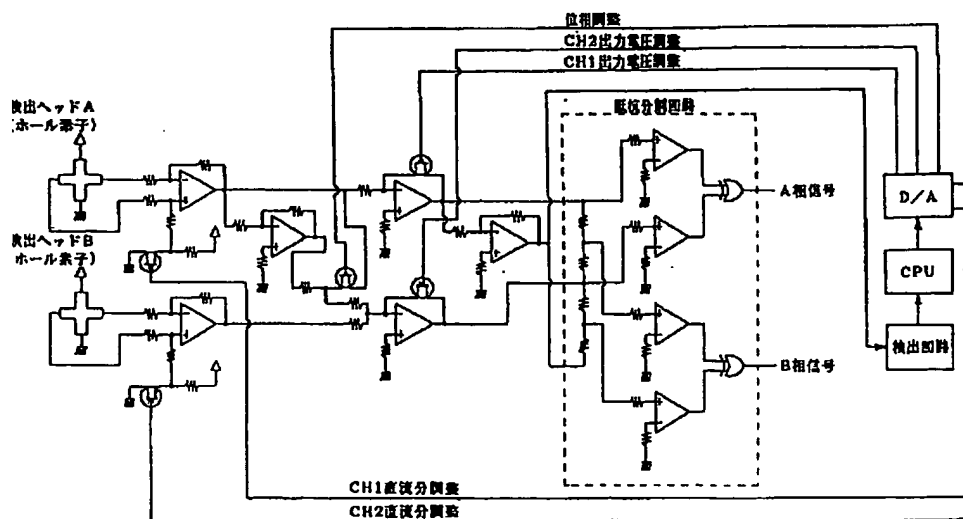 位相調整
CH2出力電圧調整
CH1出力電圧調整
検出ヘッドA
(ホール素子)
抵抗分割回路
A相信号
D/A
検出ヘッドB
ホール素子)
CPU
検出回路
B相信号
CH1直流分調整
CH2直流分調整